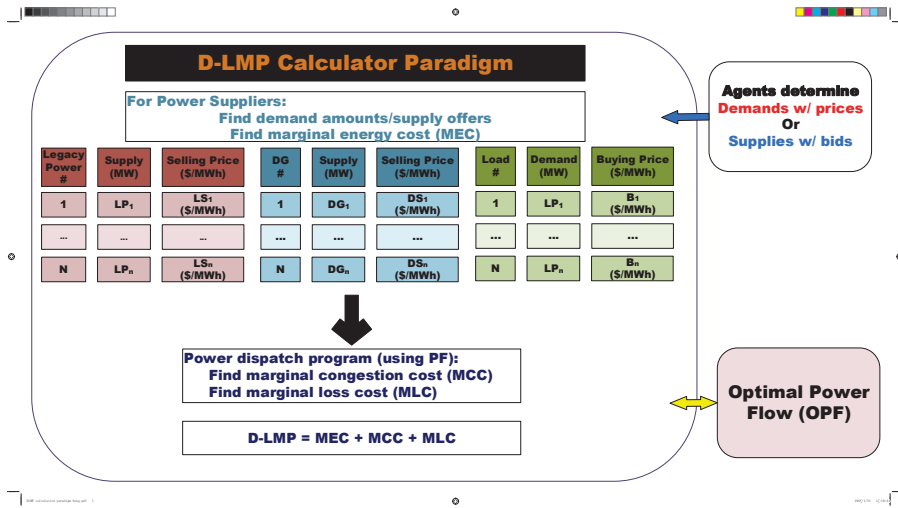 D-LMP Calculator Paradigm
For Power Suppliers:
Find demand amounts/supply offers
Find marginal energy cost (MEC)
Agents determine
Demands w/ prices
Or
Supplies w/ bids
Legacy Power # Supply (MW) Selling Price ($/MWh) DG # Supply (MW) Selling Price ($/MWh) Load # Demand (MW) Buying Price ($/MWh)
1 LP₁ LS₁ ($/MWh) 1 DG₁ DS₁ ($/MWh) 1 LP₁ B₁ ($/MWh)
... ... ... ... ... ... ... ... ...
N LPₙ LSₙ ($/MWh) N DGₙ DSₙ ($/MWh) N LPₙ Bₙ ($/MWh)
Power dispatch program (using PF):
Find marginal congestion cost (MCC)
Find marginal loss cost (MLC)
Optimal Power
Flow (OPF)
D-LMP = MEC + MCC + MLC